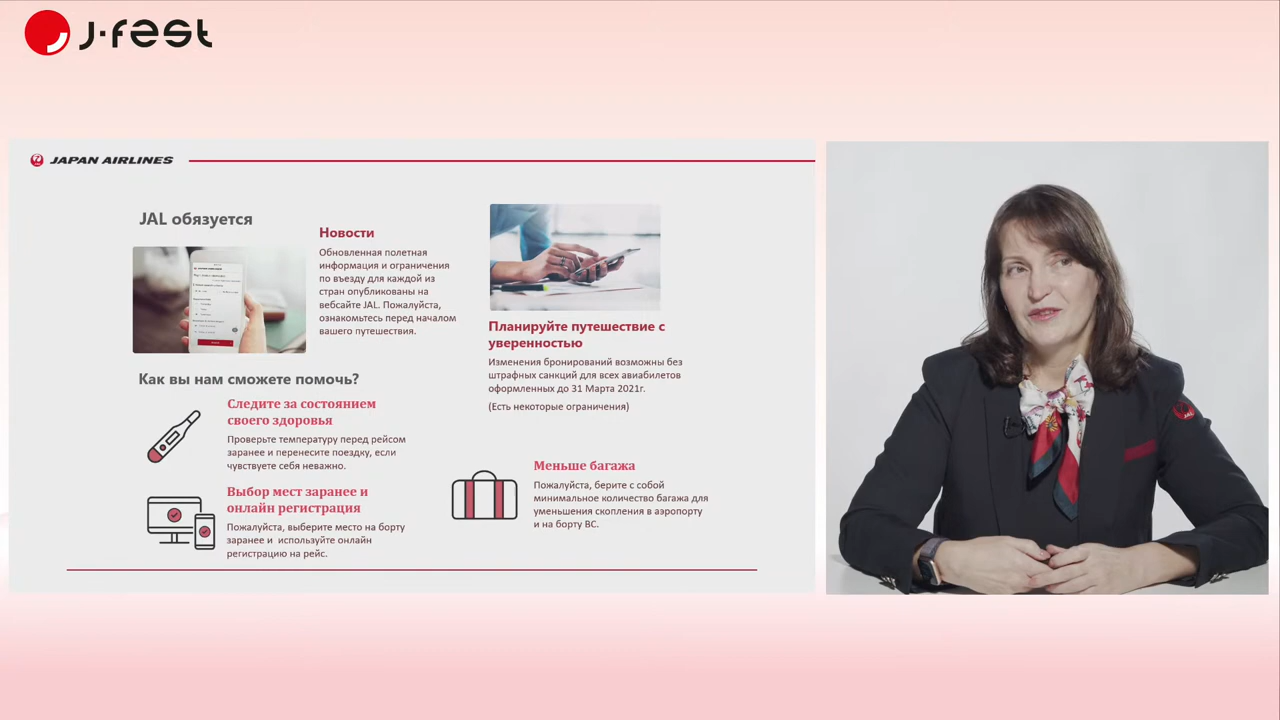 J·fest
JAPAN AIRLINES
JAL обязуется
Новости
Обновленная полетная
информация и ограничения
по въезду для каждой из
стран опубликованы на
вебсайте JAL. Пожалуйста,
ознакомьтесь перед началом
вашего путешествия.
Планируйте путешествие с
уверенностью
Изменения бронирований возможны без
штрафных санкций для всех авиабилетов
оформленных до 31 Марта 2021г.
(Есть некоторые ограничения)
Как вы нам сможете помочь?
Следите за состоянием
своего здоровья
Проверьте температуру перед рейсом
заранее и перенесите поездку, если
чувствуете себя неважно.
Выбор мест заранее и
онлайн регистрация
Пожалуйста, выберите место на борту
заранее и используйте онлайн
регистрацию на рейс.
Меньше багажа
Пожалуйста, берите с собой
минимальное количество багажа для
уменьшения скопления в аэропорту
и на борту ВС.
JAL